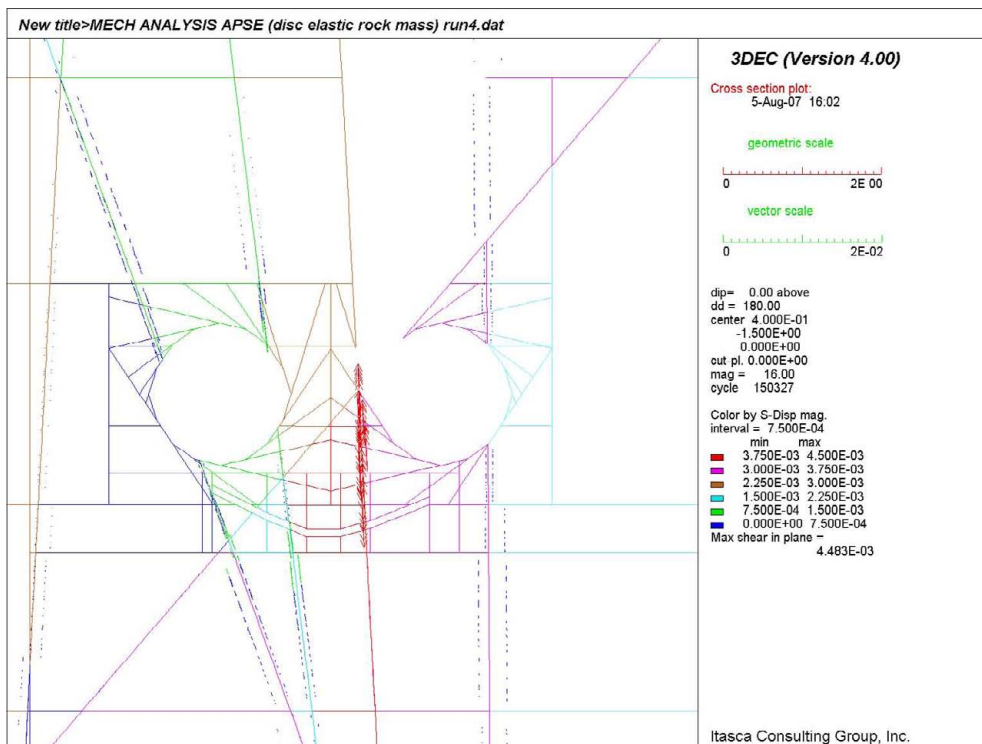 New title>MECH ANALYSIS APSE (disc elastic rock mass) run4.dat
3DEC (Version 4.00)
Cross section plot:
5-Aug-07 16:02
geometric scale
0 2E 00
vector scale
0 2E-02
dip= 0.00 above
dd = 180.00
center 4.000E-01
-1.500E+00
0.000E+00
cut pl. 0.000E+00
mag = 16.00
cycle 150327
Color by S-Disp mag.
interval = 7.500E-04
min max
3.750E-03 4.500E-03
3.000E-03 3.750E-03
2.250E-03 3.000E-03
1.500E-03 2.250E-03
7.500E-04 1.500E-03
0.000E+00 7.500E-04
Max shear in plane =
4.483E-03
Itasca Consulting Group, Inc.